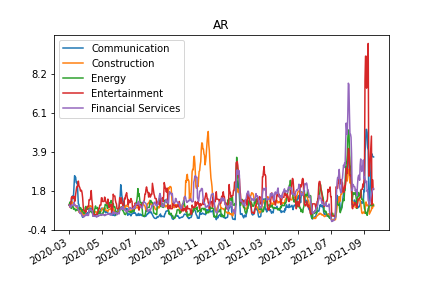 AR
Communication
Construction
Energy
Entertainment
Financial Services
8.2
6.1
3.9
1.8
-0.4
2020-03
2020-05
2020-07
2020-09
2020-11
2021-01
2021-03
2021-05
2021-07
2021-09